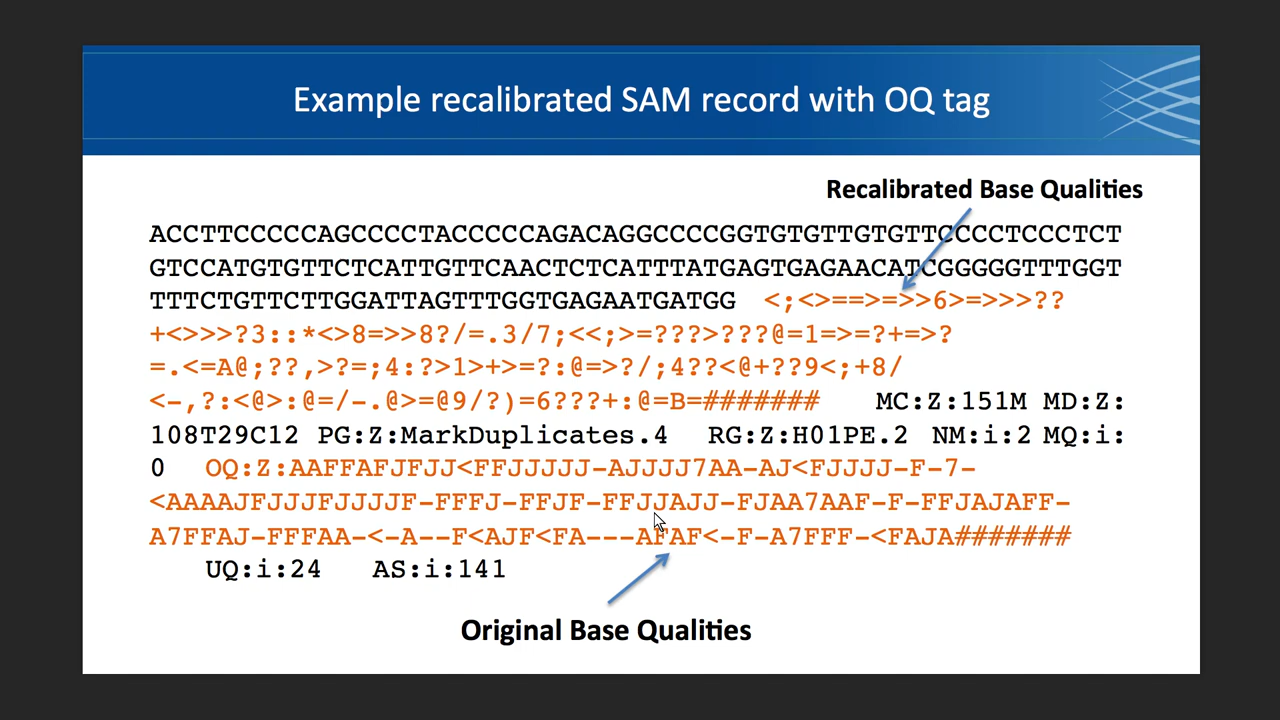 Example recalibrated SAM record with OQ tag
Recalibrated Base Qualities
ACCTTCCCCCAGCCCCTACCCCCAGACAGGCCCCGGTGTGTTGTGTTCCCCTCCCTCT
GTCCATGTGTTCTCATTGTTCAACTCTCATTTATGAGTGAGAACATCGGGGGTTTGGT
TTTCTGTTCTTGGATTAGTTTGGTGAGAATGATGG <;<>==>=>>6>=>>>??
+<>>>?3::*<>8=>>8?/=.3/7;<<;>=???>???@=1=>=?+=>?
=.<=A@;??,>?=;4:?>1>+>=?:@=>?/;4??<@+??9<;+8/
<-,?:<@>:@=/-.@>=@9/?)=6???+:@=B=####### MC:Z:151M MD:Z:
108T29C12 PG:Z:MarkDuplicates.4 RG:Z:H01PE.2 NM:i:2 MQ:i:
0 OQ:Z:AAFFAFJFJJ<FFJJJJJ-AJJJJ7AA-AJ<FJJJJ-F-7-
<AAAAJFJJJFJJJJF-FFFJ-FFJF-FFJJAJJ-FJAA7AAF-F-FFJAJAFF-
A7FFAJ-FFFAA-<-A--F<AJF<FA---AFAF<-F-A7FFF-<FAJA#######
UQ:i:24 AS:i:141
Original Base Qualities